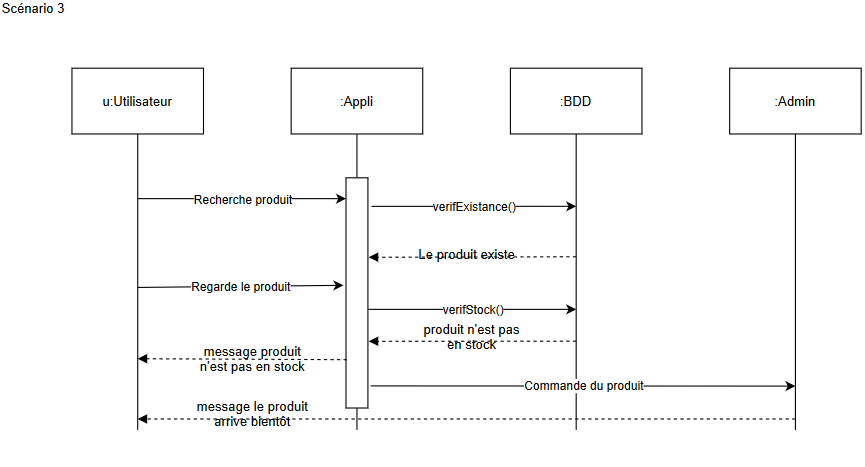 Scénario 3
u:Utilisateur
:Appli
:BDD
:Admin
Recherche produit
verifExistance()
Le produit existe
Regarde le produit
verifStock()
produit n'est pas
en stock
message produit
n'est pas en stock
Commande du produit
message le produit
arrive bientôt